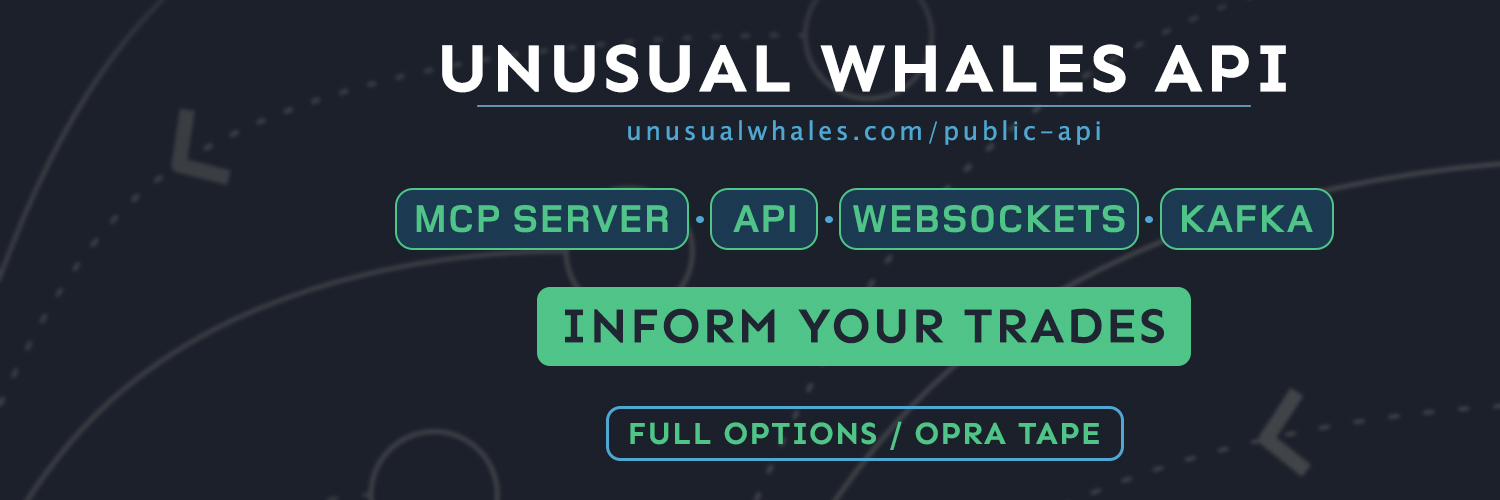 UNUSUAL WHALES API
unusualwhales.com/public-api
MCP SERVER • API • WEBSOCKETS • KAFKA
INFORM YOUR TRADES
FULL OPTIONS / OPRA TAPE